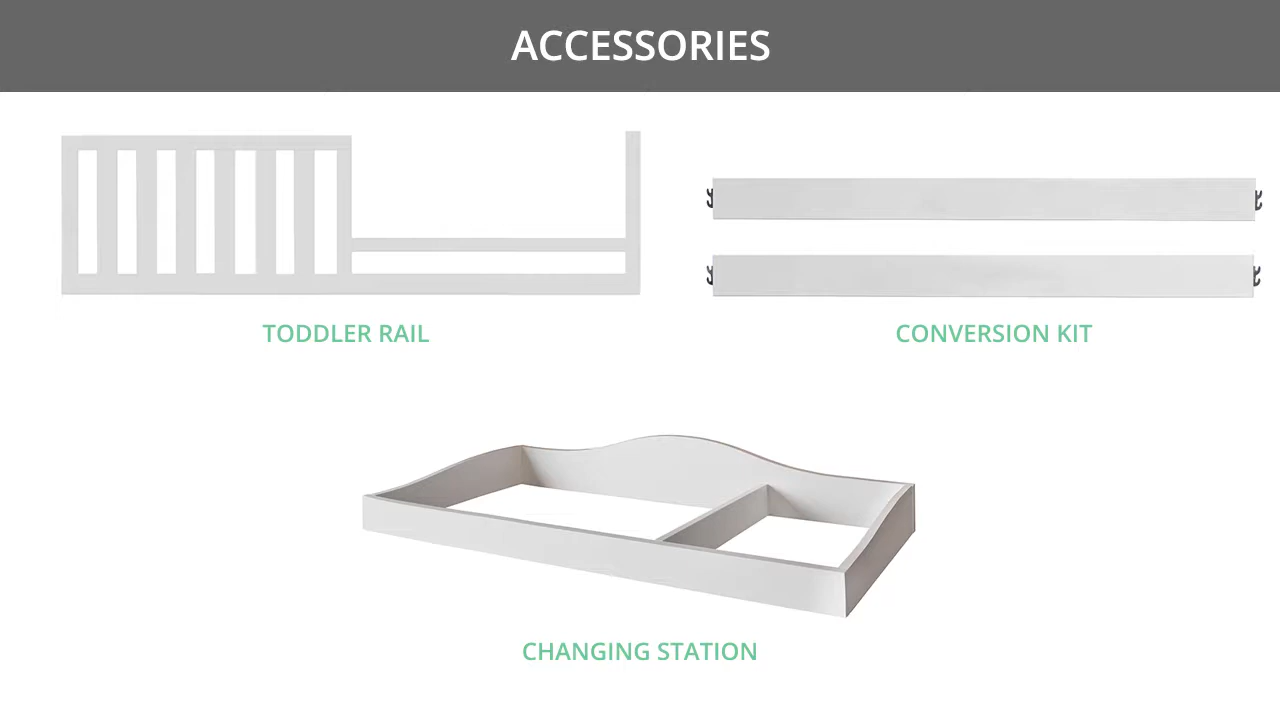 ACCESSORIES
TODDLER RAIL
CONVERSION KIT
CHANGING STATION